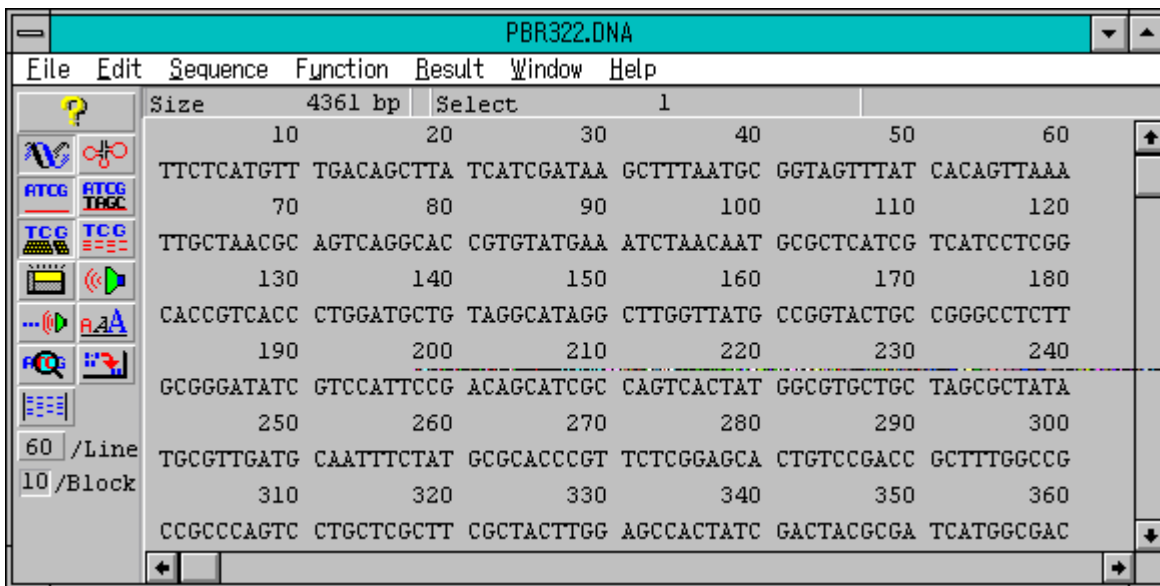 PBR322.DNA
File Edit Sequence Function Result Window Help
Size 4361 bp Select 1
10 20 30 40 50 60
TTCTCATGTT TGACAGCTTA TCATCGATAA GCTTTAATGC GGTAGTTTAT CACAGTTAAA
ATCG ATCG TAGC
70 80 90 100 110 120
TCG TCG
TTGCTAACGC AGTCAGGCAC CGTGTATGAA ATCTAACAAT GCGCTCATCG TCATCCTCGG
130 140 150 160 170 180
CACCGTCACC CTGGATGCTG TAGGCATAGG CTTGGTTATG CCGGTACTGC CGGGCCTCTT
AAA
190 200 210 220 230 240
GCGGGATATC GTCCATTCCG ACAGCATCGC CAGTCACTAT GGCGTGCTGC TAGCGCTATA
250 260 270 280 290 300
60 /Line
TGCGTTGATG CAATTTCTAT GCGCACCCGT TCTCGGAGCA CTGTCCGACC GCTTTGGCCG
10 /Block
310 320 330 340 350 360
CCGCCCAGTC CTGCTCGCTT CGCTACTTGG AGCCACTATC GACTACGCGA TCATGGCGAC